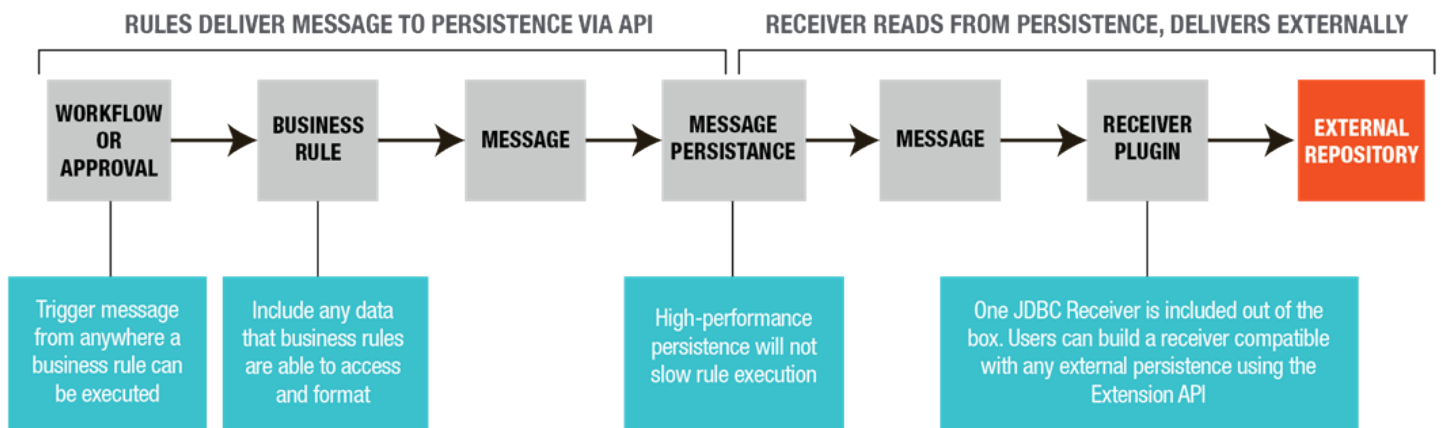 RULES DELIVER MESSAGE TO PERSISTENCE VIA API
RECEIVER READS FROM PERSISTENCE, DELIVERS EXTERNALLY
WORKFLOW
OR
APPROVAL
BUSINESS
RULE
MESSAGE
MESSAGE
PERSISTANCE
MESSAGE
RECEIVER
PLUGIN
EXTERNAL
REPOSITORY
Trigger message
from anywhere a
business rule can
be executed
Include any data
that business rules
are able to access
and format
High-performance
persistence will not
slow rule execution
One JDBC Receiver is included out of the
box. Users can build a receiver compatible
with any external persistence using the
Extension API